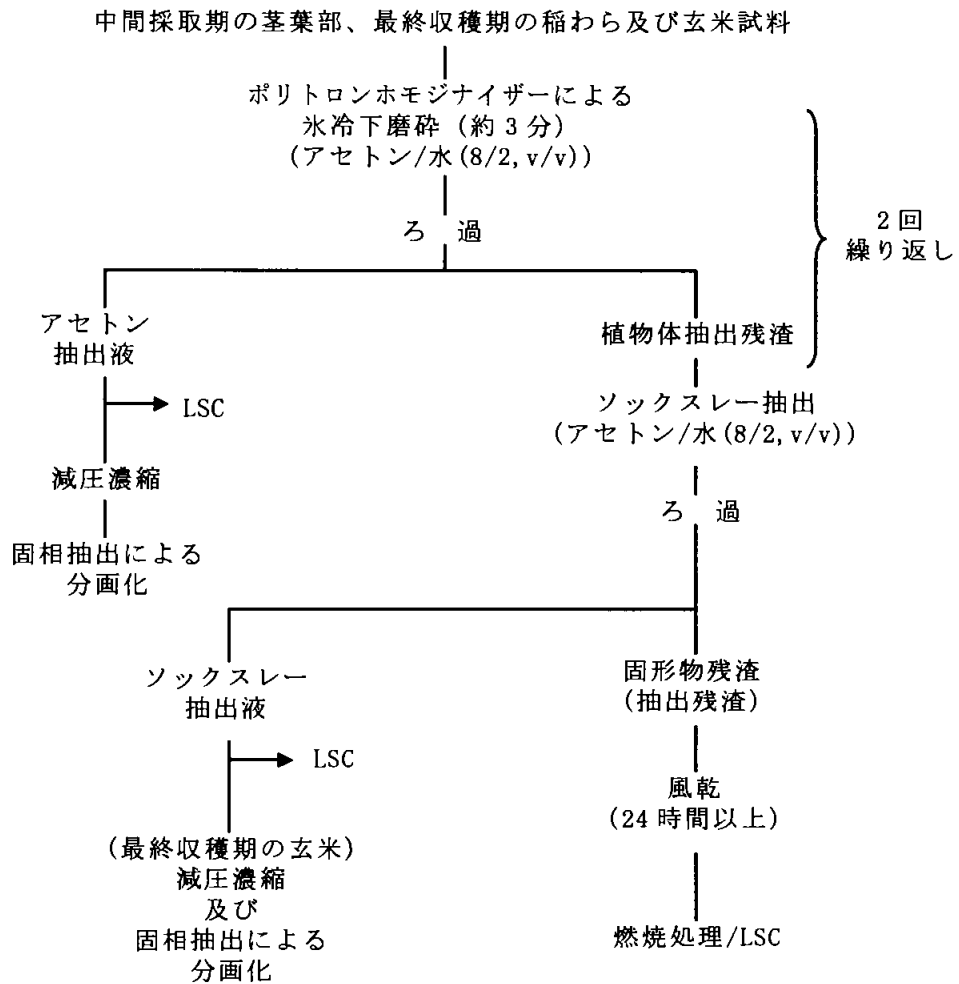 中間採取期の茎葉部、最終収穫期の稲わら及び玄米試料
ポリトロンホモジナイザーによる
氷冷下磨砕(約3分)
(アセトン/水(8/2,v/v))
ろ 過
2回
繰り返し
アセトン
抽出液
植物体抽出残渣
LSC
ソックスレー抽出
(アセトン/水(8/2,v/v))
減圧濃縮
ろ 過
固相抽出による
分画化
ソックスレー
抽出液
固形物残渣
(抽出残渣)
LSC
風乾
(24時間以上)
(最終収穫期の玄米)
減圧濃縮
及び
固相抽出による
分画化
燃焼処理/LSC